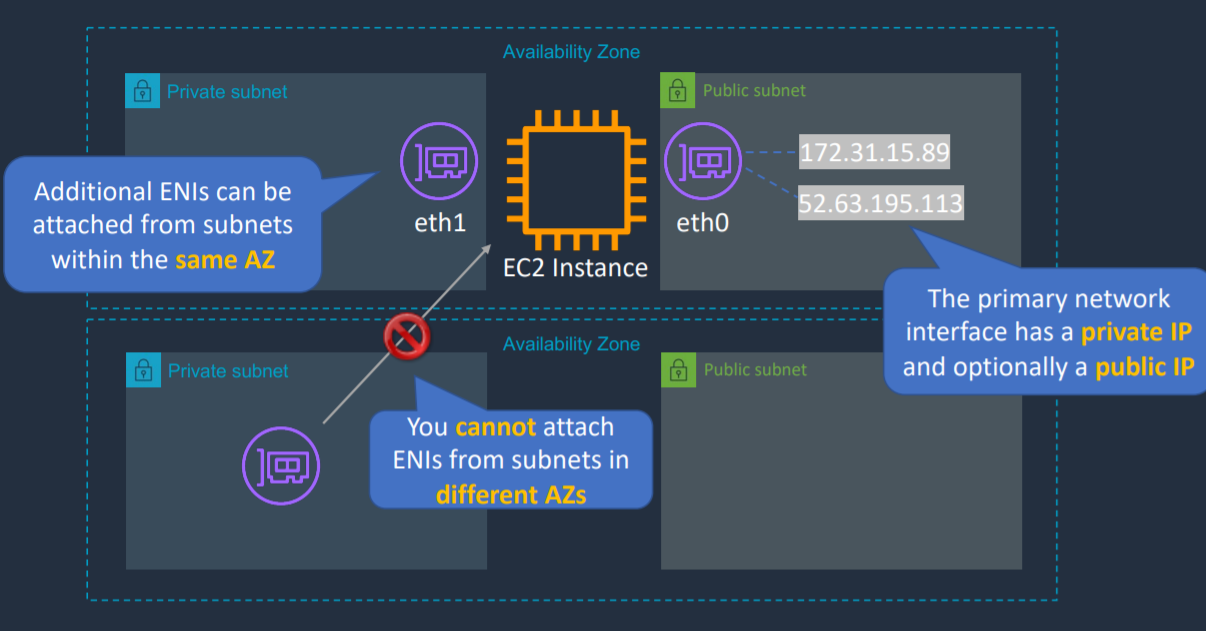 Availability Zone
Private subnet
Public subnet
172.31.15.89
52.63.195.113
eth1
eth0
EC2 Instance
Additional ENIs can be
attached from subnets
within the same AZ
The primary network
interface has a private IP
and optionally a public IP
Availability Zone
Private subnet
Public subnet
You cannot attach
ENIs from subnets in
different AZs